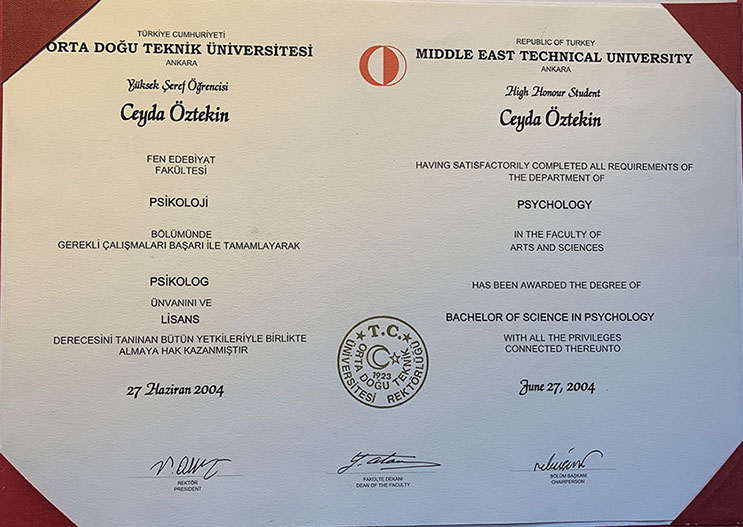 TÜRKİYE CUMHURİYETİ
ORTA DOĞU TEKNİK ÜNİVERSİTESİ
ANKARA
Yüksek Şeref Öğrencisi
Ceyda Öztekin
FEN EDEBİYAT
FAKÜLTESİ
PSİKOLOJİ
BÖLÜMÜNDE
GEREKLİ ÇALIŞMALARI BAŞARI İLE TAMAMLAYARAK
PSİKOLOG
ÜNVANINI VE
LİSANS
DERECESİNİ TANINAN BÜTÜN YETKİLERİYLE BİRLİKTE
ALMAYA HAK KAZANMIŞTIR
27 Haziran 2004
REPUBLIC OF TURKEY
MIDDLE EAST TECHNICAL UNIVERSITY
ANKARA
High Honour Student
Ceyda Öztekin
HAVING SATISFACTORILY COMPLETED ALL REQUIREMENTS OF
THE DEPARTMENT OF
PSYCHOLOGY
IN THE FACULTY OF
ARTS AND SCIENCES
HAS BEEN AWARDED THE DEGREE OF
BACHELOR OF SCIENCE IN PSYCHOLOGY
WITH ALL THE PRIVILEGES
CONNECTED THEREUNTO
June 27, 2004
T.C.
ORTA DOĞU TEKNİK
ÜNİVERSİTESİ REKTÖRLÜĞÜ
1923
REKTÖR
PRESIDENT
FAKÜLTE DEKANI
DEAN OF THE FACULTY
BÖLÜM BAŞKANI
CHAIRPERSON